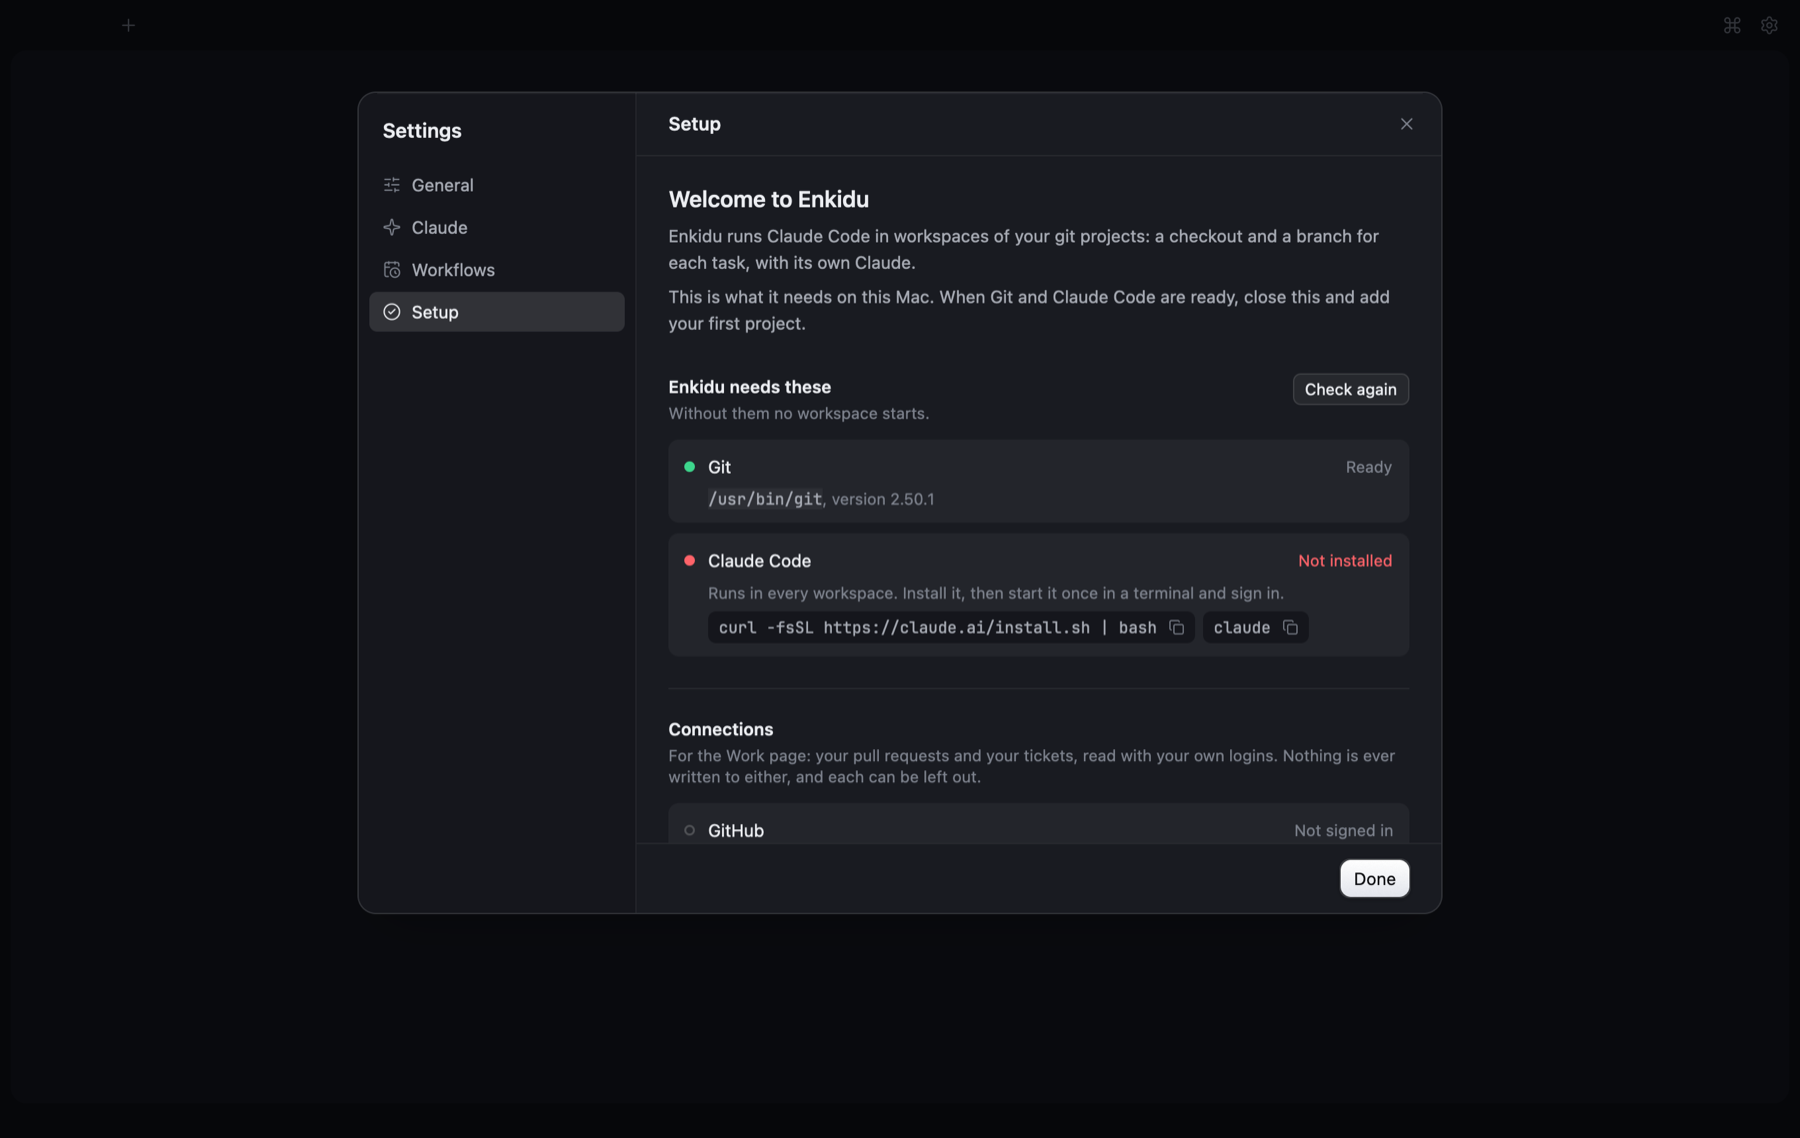 Settings
General
Claude
Workflows
Setup
Setup
Welcome to Enkidu
Enkidu runs Claude Code in workspaces of your git projects: a checkout and a branch for
each task, with its own Claude.
This is what it needs on this Mac. When Git and Claude Code are ready, close this and add
your first project.
Enkidu needs these
Check again
Without them no workspace starts.
Git
Ready
/usr/bin/git, version 2.50.1
Claude Code
Not installed
Runs in every workspace. Install it, then start it once in a terminal and sign in.
curl -fsSL https://claude.ai/install.sh | bash
claude
Connections
For the Work page: your pull requests and your tickets, read with your own logins. Nothing is ever
written to either, and each can be left out.
GitHub
Not signed in
Done